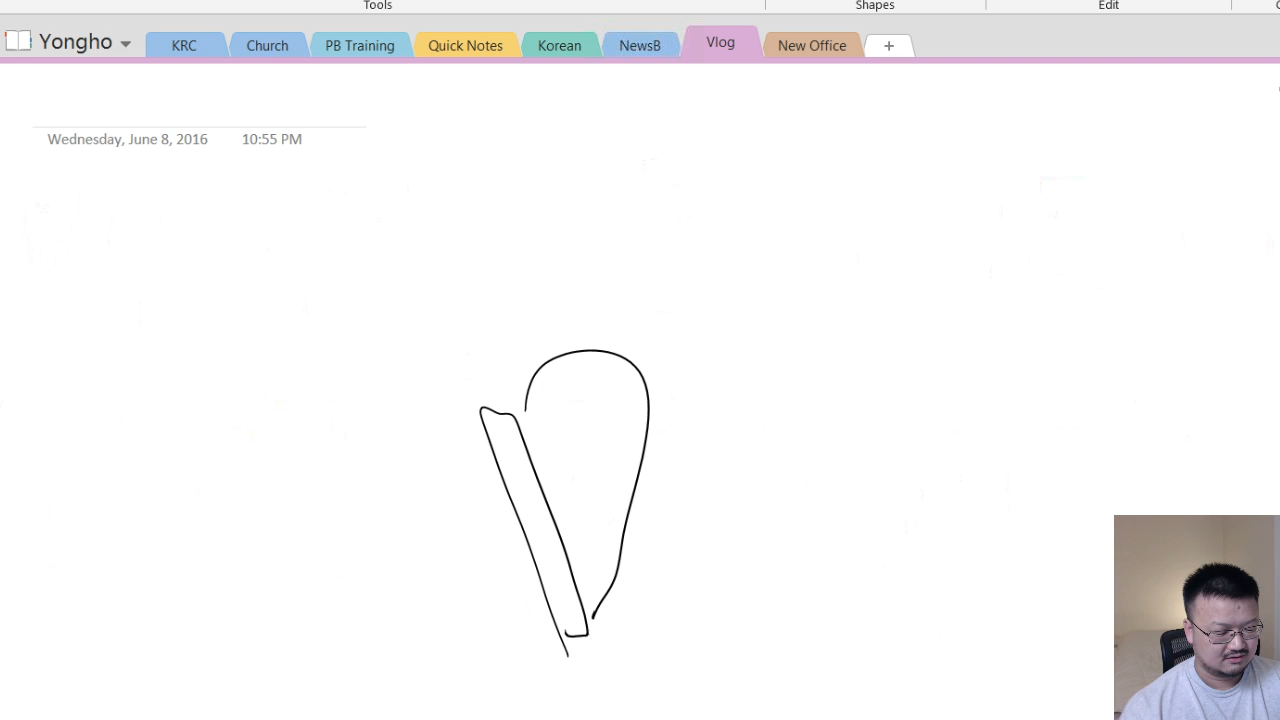 Tools Shapes Edit
Yongho KRC Church PB Training Quick Notes Korean NewsB Vlog New Office +
Wednesday, June 8, 2016 10:55 PM